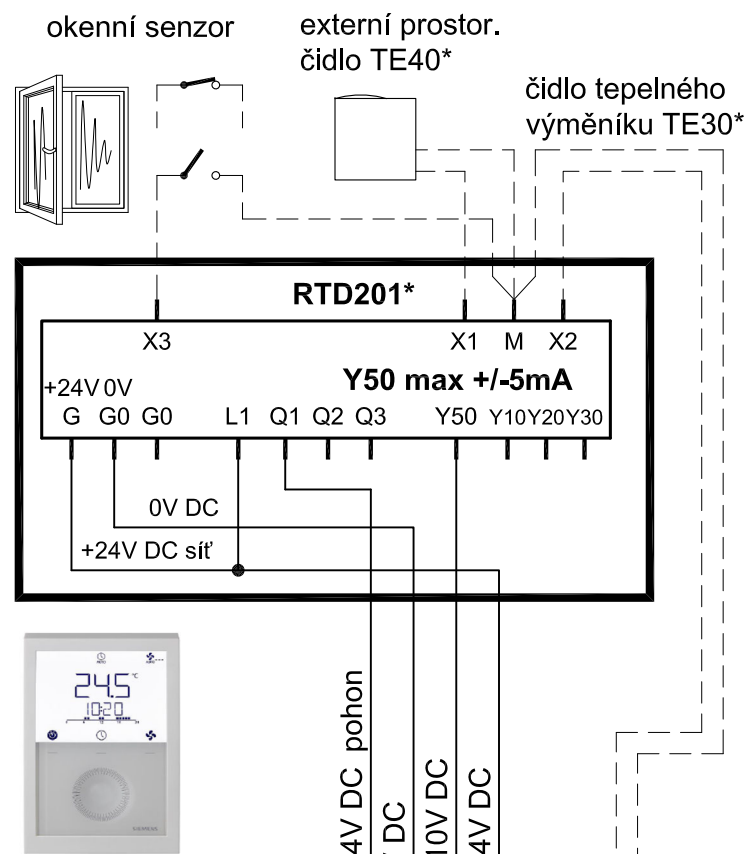 okenní senzor
externí prostor.
čidlo TE40*
čidlo tepelného
výměníku TE30*
RTD201*
X3 X1 M X2
Y50 max +/-5mA
+24V 0V
G G0 G0 L1 Q1 Q2 Q3 Y50 Y10 Y20 Y30
0V DC
+24V DC síť
24.5 °C
10:20
4V DC pohon
DC
10V DC
4V DC
SIEMENS